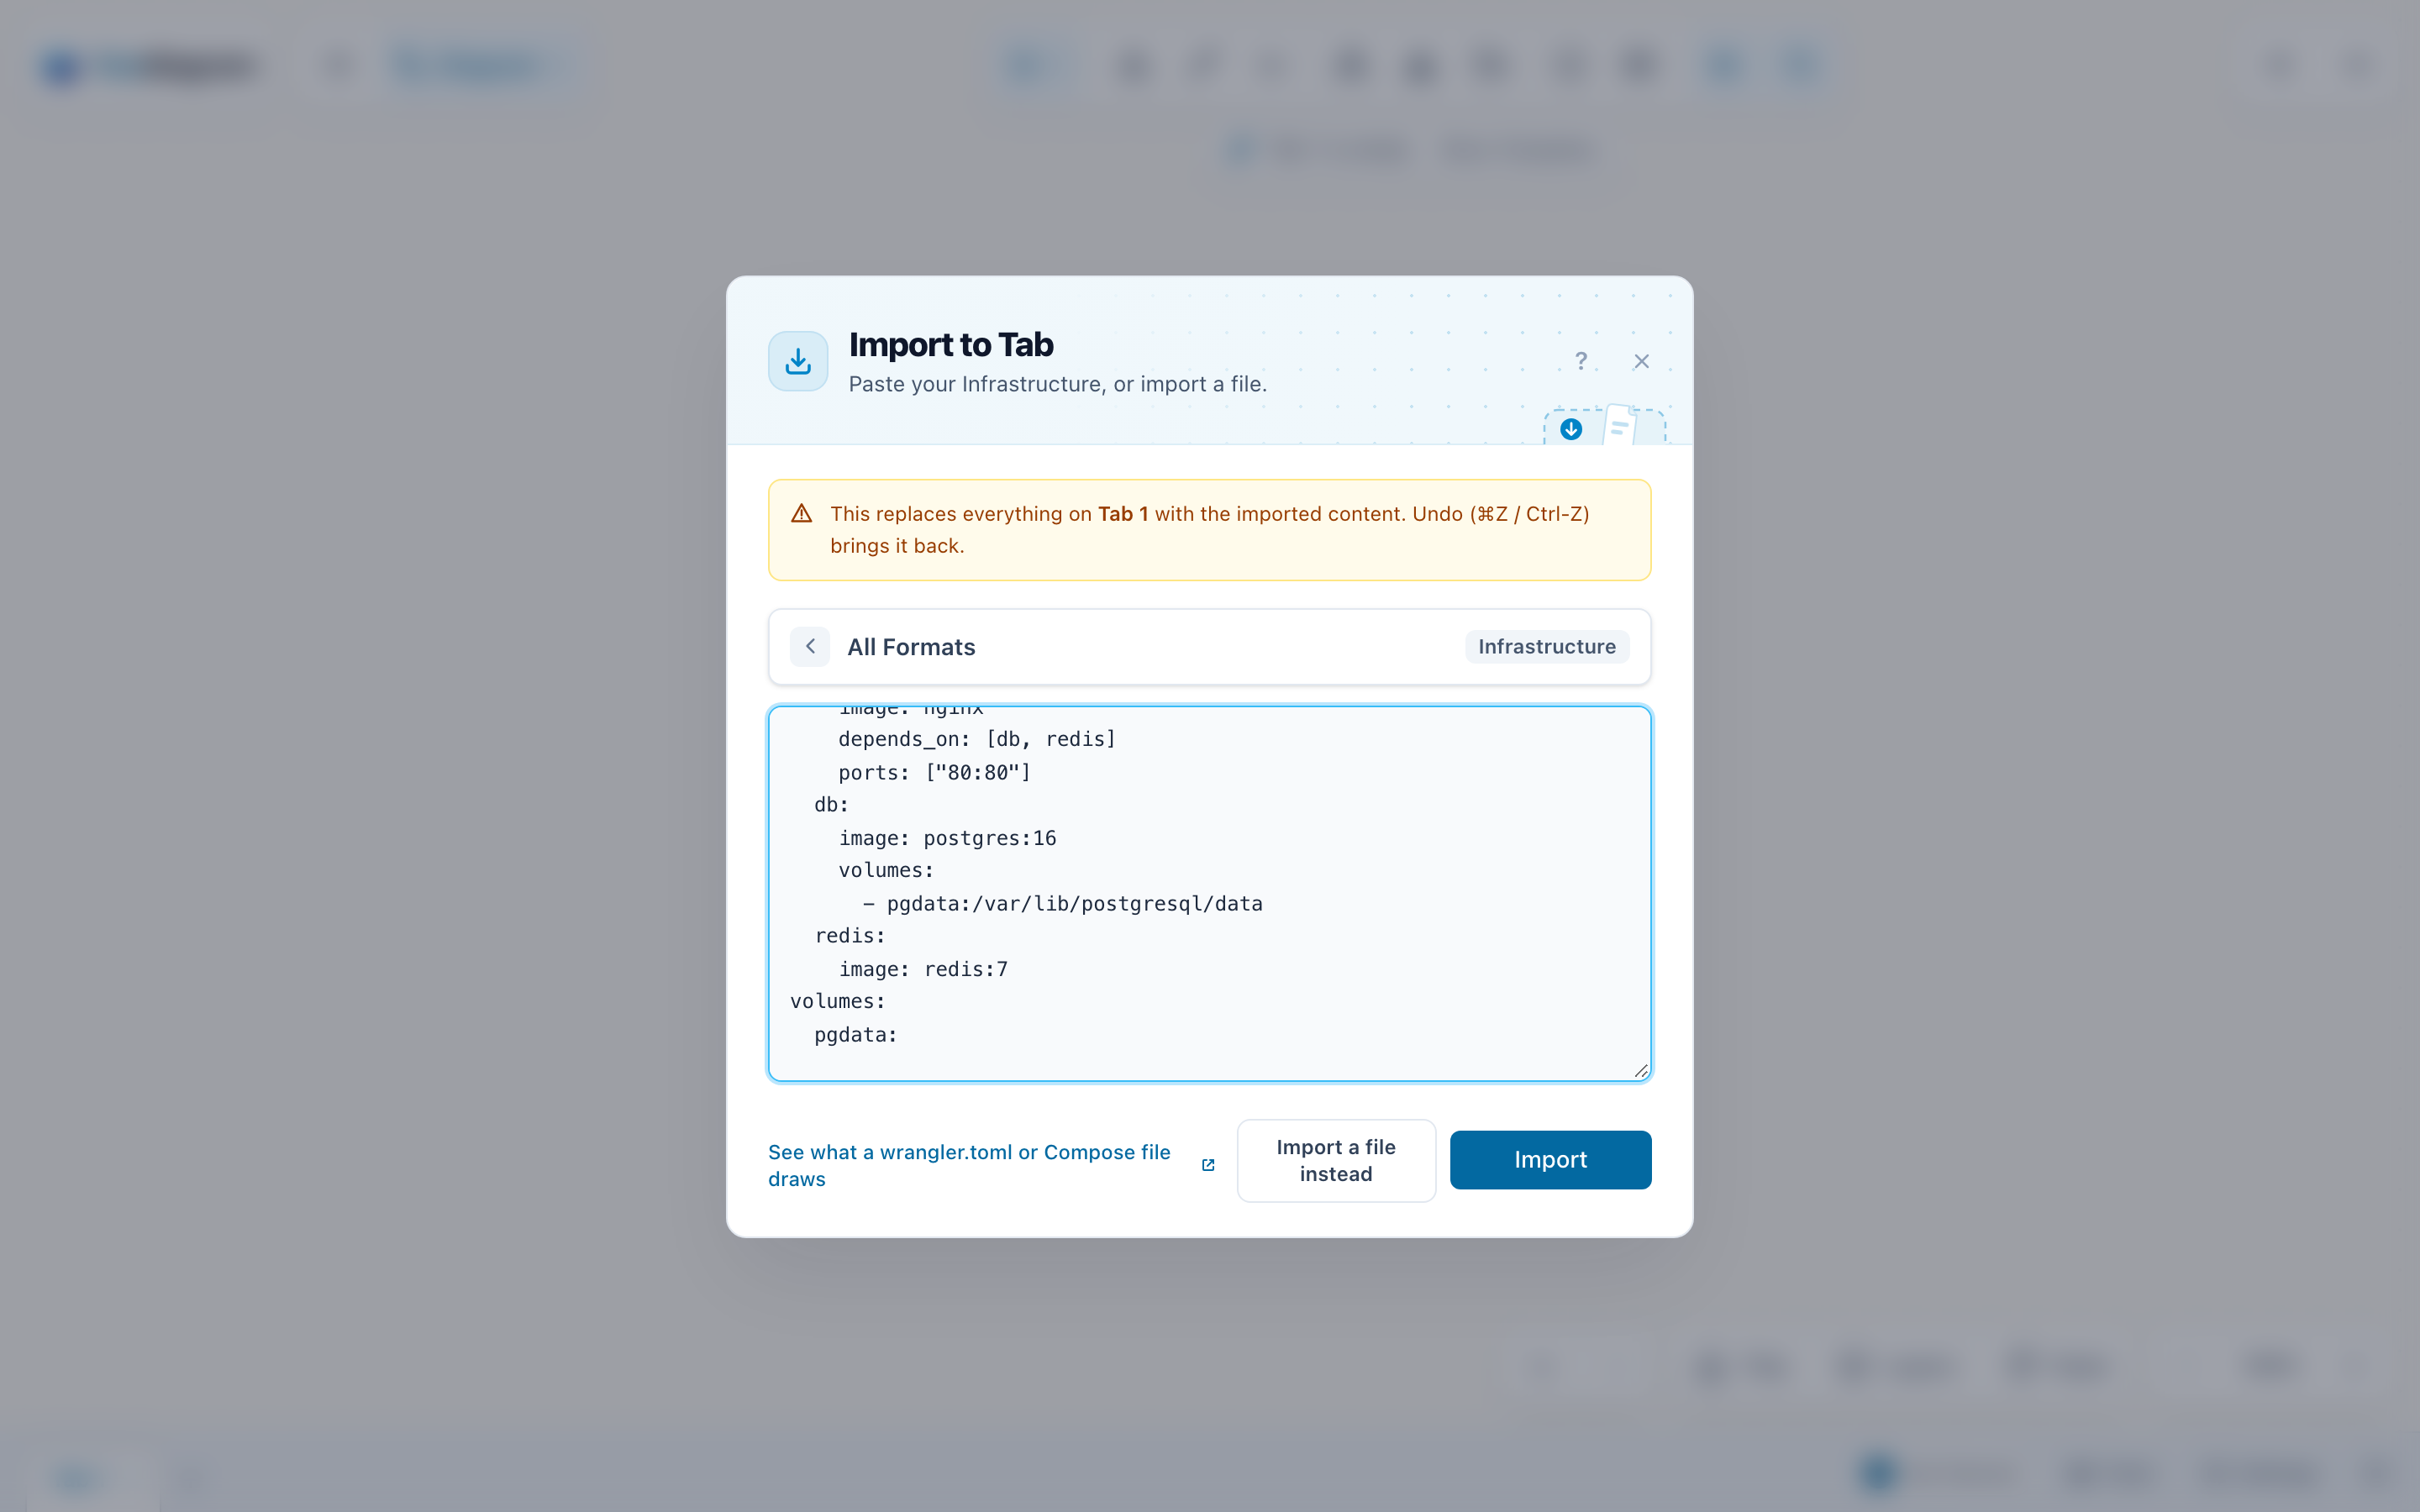 Import to Tab
Paste your Infrastructure, or import a file.
?
This replaces everything on Tab 1 with the imported content. Undo (⌘Z / Ctrl-Z)
brings it back.
All Formats
Infrastructure
    image: nginx
    depends_on: [db, redis]
    ports: ["80:80"]
  db:
    image: postgres:16
    volumes:
      - pgdata:/var/lib/postgresql/data
  redis:
    image: redis:7
volumes:
  pgdata:
See what a wrangler.toml or Compose file
draws
Import a file
instead
Import